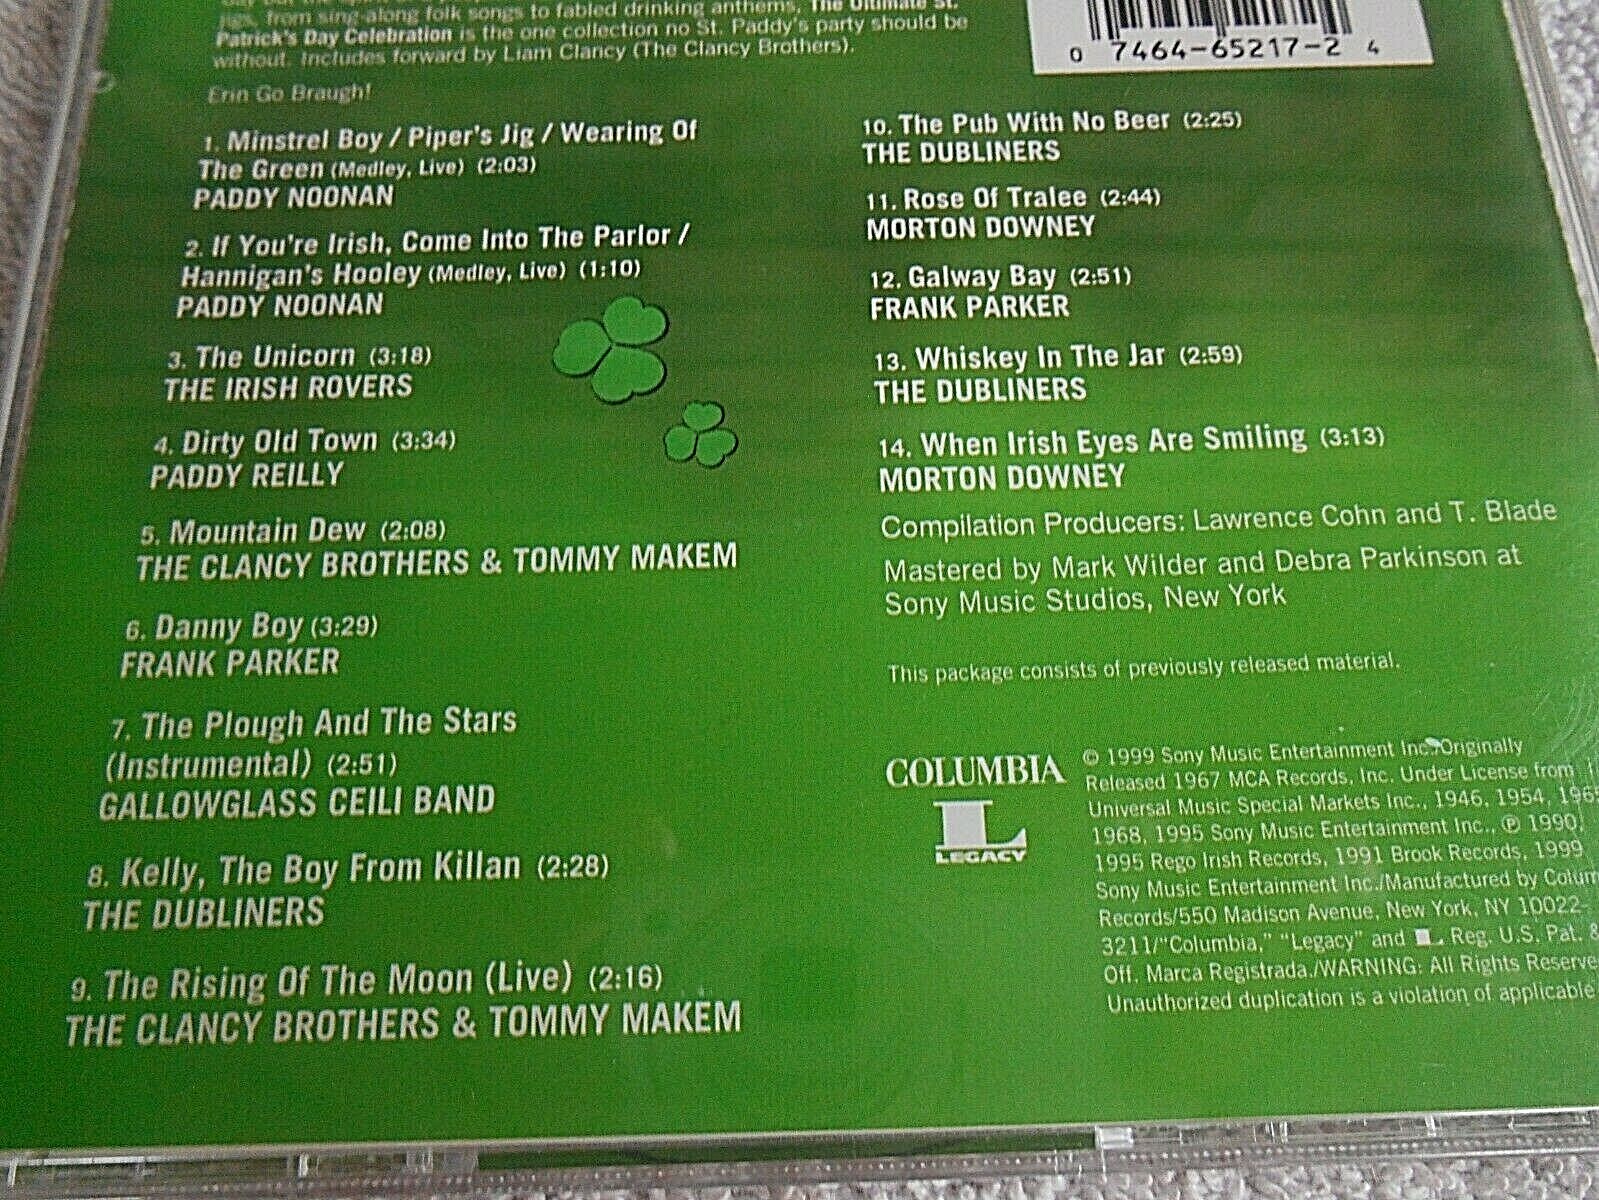 jigs, from sing-along folk songs to fabled drinking anthems, The Ultimate St.
Patrick's Day Celebration is the one collection no St. Paddy's party should be
without. Includes forward by Liam Clancy (The Clancy Brothers).
Erin Go Braugh!
1. Minstrel Boy / Piper's Jig / Wearing Of
The Green (Medley, Live) (2:03)
PADDY NOONAN
2. If You're Irish, Come Into The Parlor /
Hannigan's Hooley (Medley, Live) (1:10)
PADDY NOONAN
3. The Unicorn (3:18)
THE IRISH ROVERS
4. Dirty Old Town (3:34)
PADDY REILLY
5. Mountain Dew (2:08)
THE CLANCY BROTHERS & TOMMY MAKEM
6. Danny Boy (3:29)
FRANK PARKER
7. The Plough And The Stars
(Instrumental) (2:51)
GALLOWGLASS CEILI BAND
8. Kelly, The Boy From Killan (2:28)
THE DUBLINERS
9. The Rising Of The Moon (Live) (2:16)
THE CLANCY BROTHERS & TOMMY MAKEM
0 7464-65217-2 4
10. The Pub With No Beer (2:25)
THE DUBLINERS
11. Rose Of Tralee (2:44)
MORTON DOWNEY
12. Galway Bay (2:51)
FRANK PARKER
13. Whiskey In The Jar (2:59)
THE DUBLINERS
14. When Irish Eyes Are Smiling (3:13)
MORTON DOWNEY
Compilation Producers: Lawrence Cohn and T. Blade
Mastered by Mark Wilder and Debra Parkinson at
Sony Music Studios, New York
This package consists of previously released material.
COLUMBIA
L
LEGACY
© 1999 Sony Music Entertainment Inc./Originally
Released 1967 MCA Records, Inc. Under License from
Universal Music Special Markets Inc., 1946, 1954, 1965
1968, 1995 Sony Music Entertainment Inc., ℗ 1990,
1995 Rego Irish Records, 1991 Brook Records, 1999
Sony Music Entertainment Inc./Manufactured by Colum
Records/550 Madison Avenue, New York, NY 10022-
3211/"Columbia," "Legacy" and L Reg. U.S. Pat. &
Off. Marca Registrada./WARNING: All Rights Reserve
Unauthorized duplication is a violation of applicable